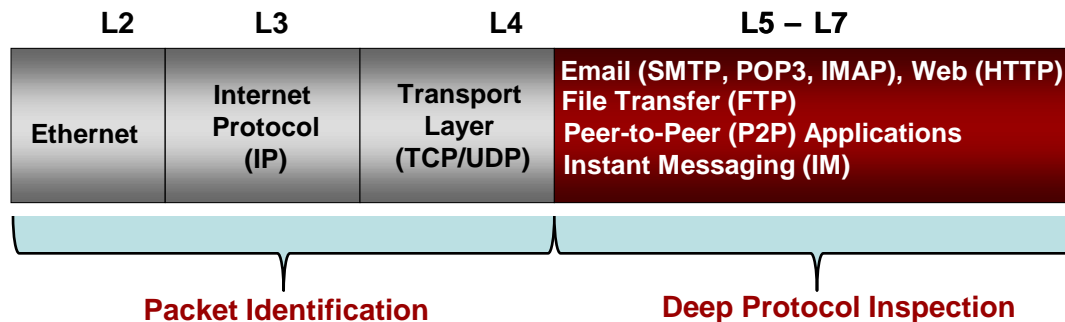 L2 L3 L4 L5 – L7
Ethernet
Internet
Protocol
(IP)
Transport
Layer
(TCP/UDP)
Email (SMTP, POP3, IMAP), Web (HTTP)
File Transfer (FTP)
Peer-to-Peer (P2P) Applications
Instant Messaging (IM)
Packet Identification
Deep Protocol Inspection